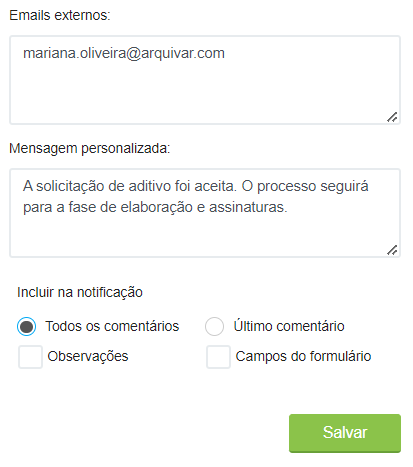 Emails externos:
mariana.oliveira@arquivar.com
Mensagem personalizada:
A solicitação de aditivo foi aceita. O processo seguirá
para a fase de elaboração e assinaturas.
Incluir na notificação
Todos os comentários Último comentário
Observações Campos do formulário
Salvar